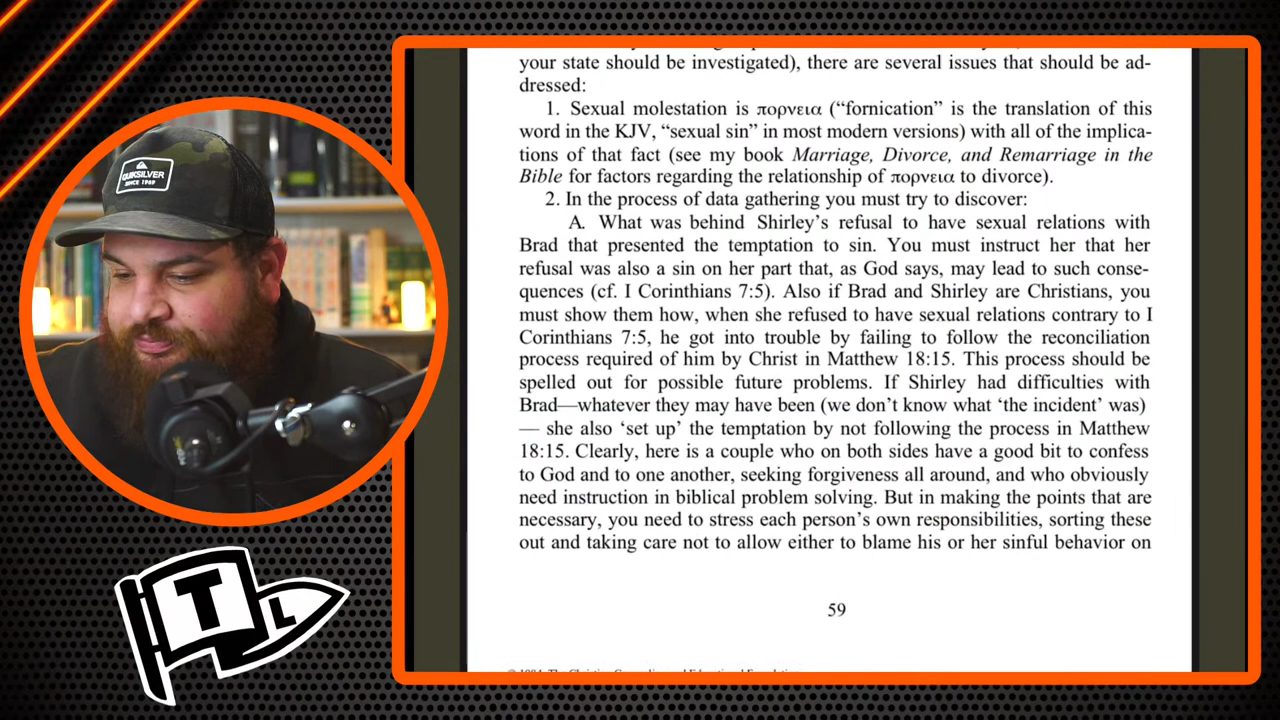 your state should be investigated), there are several issues that should be ad-
dressed:
1. Sexual molestation is πορνεια (“fornication” is the translation of this
word in the KJV, “sexual sin” in most modern versions) with all of the implica-
tions of that fact (see my book Marriage, Divorce, and Remarriage in the
Bible for factors regarding the relationship of πορνεια to divorce).
2. In the process of data gathering you must try to discover:
A. What was behind Shirley’s refusal to have sexual relations with
Brad that presented the temptation to sin. You must instruct her that her
refusal was also a sin on her part that, as God says, may lead to such conse-
quences (cf. I Corinthians 7:5). Also if Brad and Shirley are Christians, you
must show them how, when she refused to have sexual relations contrary to I
Corinthians 7:5, he got into trouble by failing to follow the reconciliation
process required of him by Christ in Matthew 18:15. This process should be
spelled out for possible future problems. If Shirley had difficulties with
Brad—whatever they may have been (we don’t know what ‘the incident’ was)
— she also ‘set up’ the temptation by not following the process in Matthew
18:15. Clearly, here is a couple who on both sides have a good bit to confess
to God and to one another, seeking forgiveness all around, and who obviously
need instruction in biblical problem solving. But in making the points that are
necessary, you need to stress each person’s own responsibilities, sorting these
out and taking care not to allow either to blame his or her sinful behavior on
59
QUIKSILVER
SINCE 1969
T
L